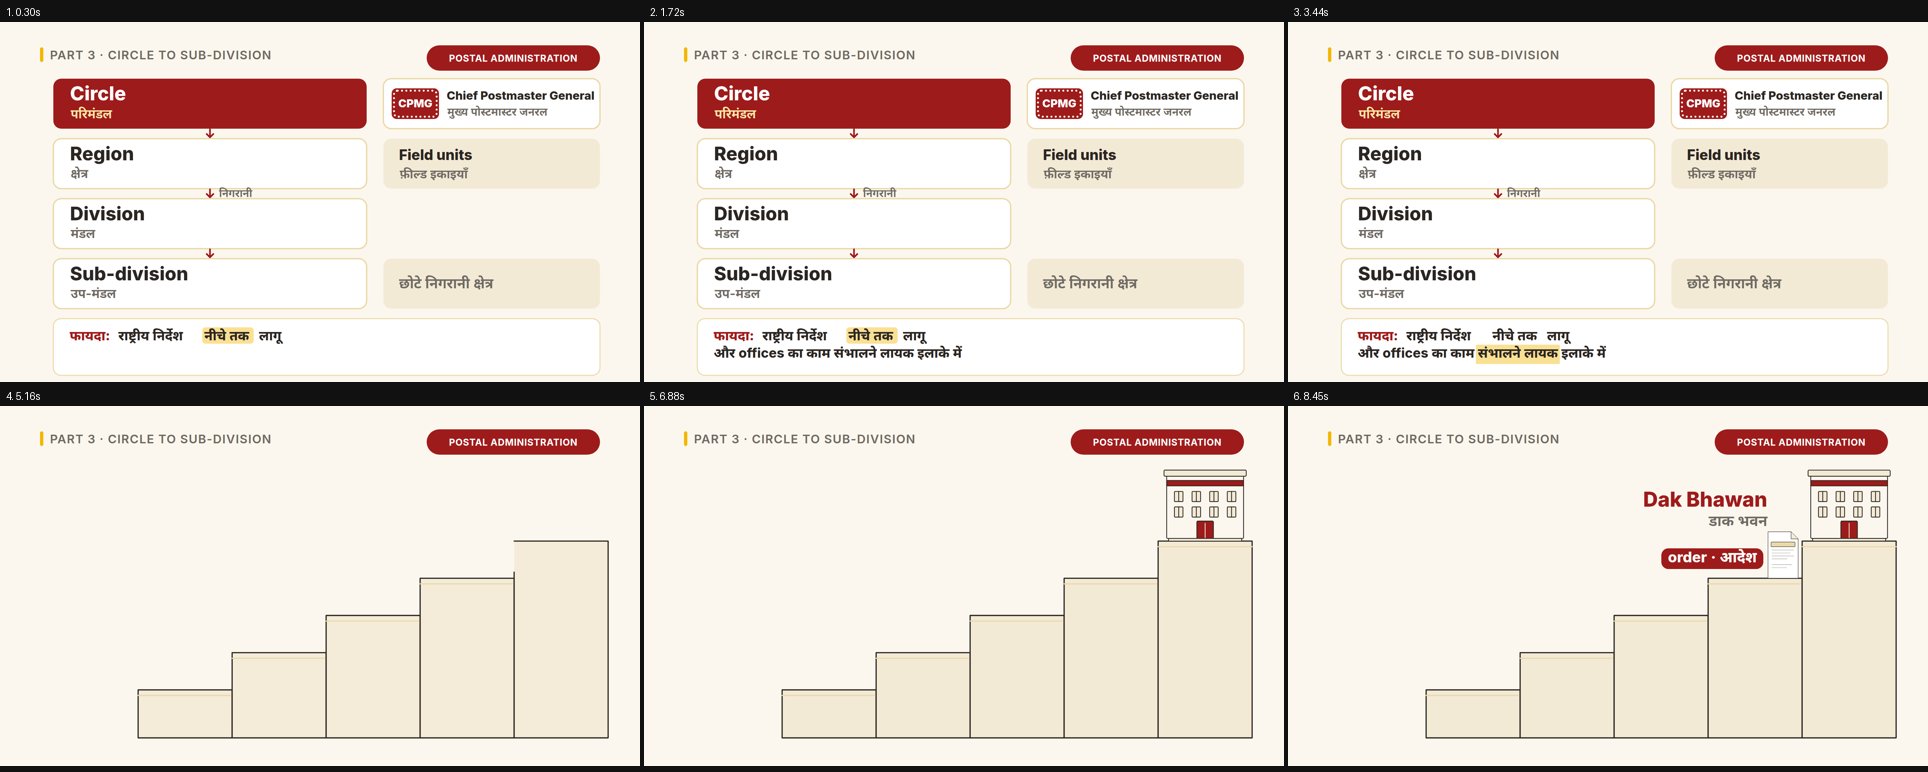 1. 0.30s
PART 3 · CIRCLE TO SUB-DIVISION
POSTAL ADMINISTRATION
Circle
परिमंडल
CPMG
Chief Postmaster General
मुख्य पोस्टमास्टर जनरल
Region
क्षेत्र
Field units
फ़ील्ड इकाइयाँ
निगरानी
Division
मंडल
Sub-division
उप-मंडल
छोटे निगरानी क्षेत्र
फायदा: राष्ट्रीय निर्देश नीचे तक लागू
2. 1.72s
PART 3 · CIRCLE TO SUB-DIVISION
POSTAL ADMINISTRATION
Circle
परिमंडल
CPMG
Chief Postmaster General
मुख्य पोस्टमास्टर जनरल
Region
क्षेत्र
Field units
फ़ील्ड इकाइयाँ
निगरानी
Division
मंडल
Sub-division
उप-मंडल
छोटे निगरानी क्षेत्र
फायदा: राष्ट्रीय निर्देश नीचे तक लागू
और offices का काम संभालने लायक इलाके में
3. 3.44s
PART 3 · CIRCLE TO SUB-DIVISION
POSTAL ADMINISTRATION
Circle
परिमंडल
CPMG
Chief Postmaster General
मुख्य पोस्टमास्टर जनरल
Region
क्षेत्र
Field units
फ़ील्ड इकाइयाँ
निगरानी
Division
मंडल
Sub-division
उप-मंडल
छोटे निगरानी क्षेत्र
फायदा: राष्ट्रीय निर्देश नीचे तक लागू
और offices का काम संभालने लायक इलाके में
4. 5.16s
PART 3 · CIRCLE TO SUB-DIVISION
POSTAL ADMINISTRATION
5. 6.88s
PART 3 · CIRCLE TO SUB-DIVISION
POSTAL ADMINISTRATION
6. 8.45s
PART 3 · CIRCLE TO SUB-DIVISION
POSTAL ADMINISTRATION
Dak Bhawan
डाक भवन
order · आदेश